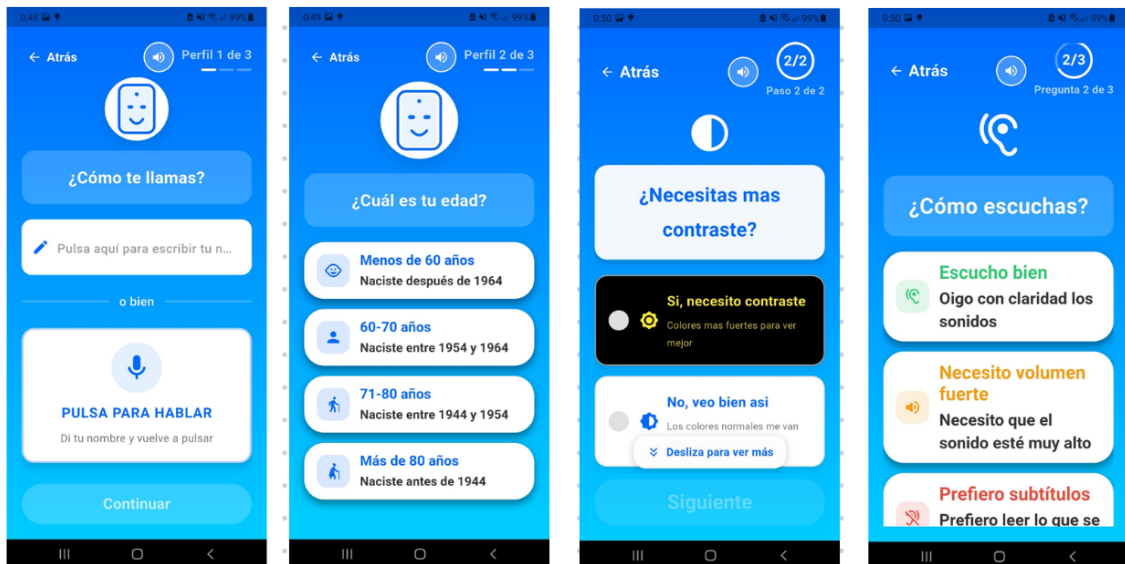 0:48 99%
← Atrás
Perfil 1 de 3
¿Cómo te llamas?
Pulsa aquí para escribir tu n...
o bien
PULSA PARA HABLAR
Di tu nombre y vuelve a pulsar
Continuar
0:49 99%
← Atrás
Perfil 2 de 3
¿Cuál es tu edad?
Menos de 60 años
Naciste después de 1964
60-70 años
Naciste entre 1954 y 1964
71-80 años
Naciste entre 1944 y 1954
Más de 80 años
Naciste antes de 1944
0:50 99%
← Atrás
2/2
Paso 2 de 2
¿Necesitas mas
contraste?
Si, necesito contraste
Colores mas fuertes para ver
mejor
No, veo bien asi
Los colores normales me van
Desliza para ver más
Siguiente
0:50 99%
← Atrás
2/3
Pregunta 2 de 3
¿Cómo escuchas?
Escucho bien
Oigo con claridad los
sonidos
Necesito volumen
fuerte
Necesito que el
sonido esté muy alto
Prefiero subtítulos
Prefiero leer lo que se